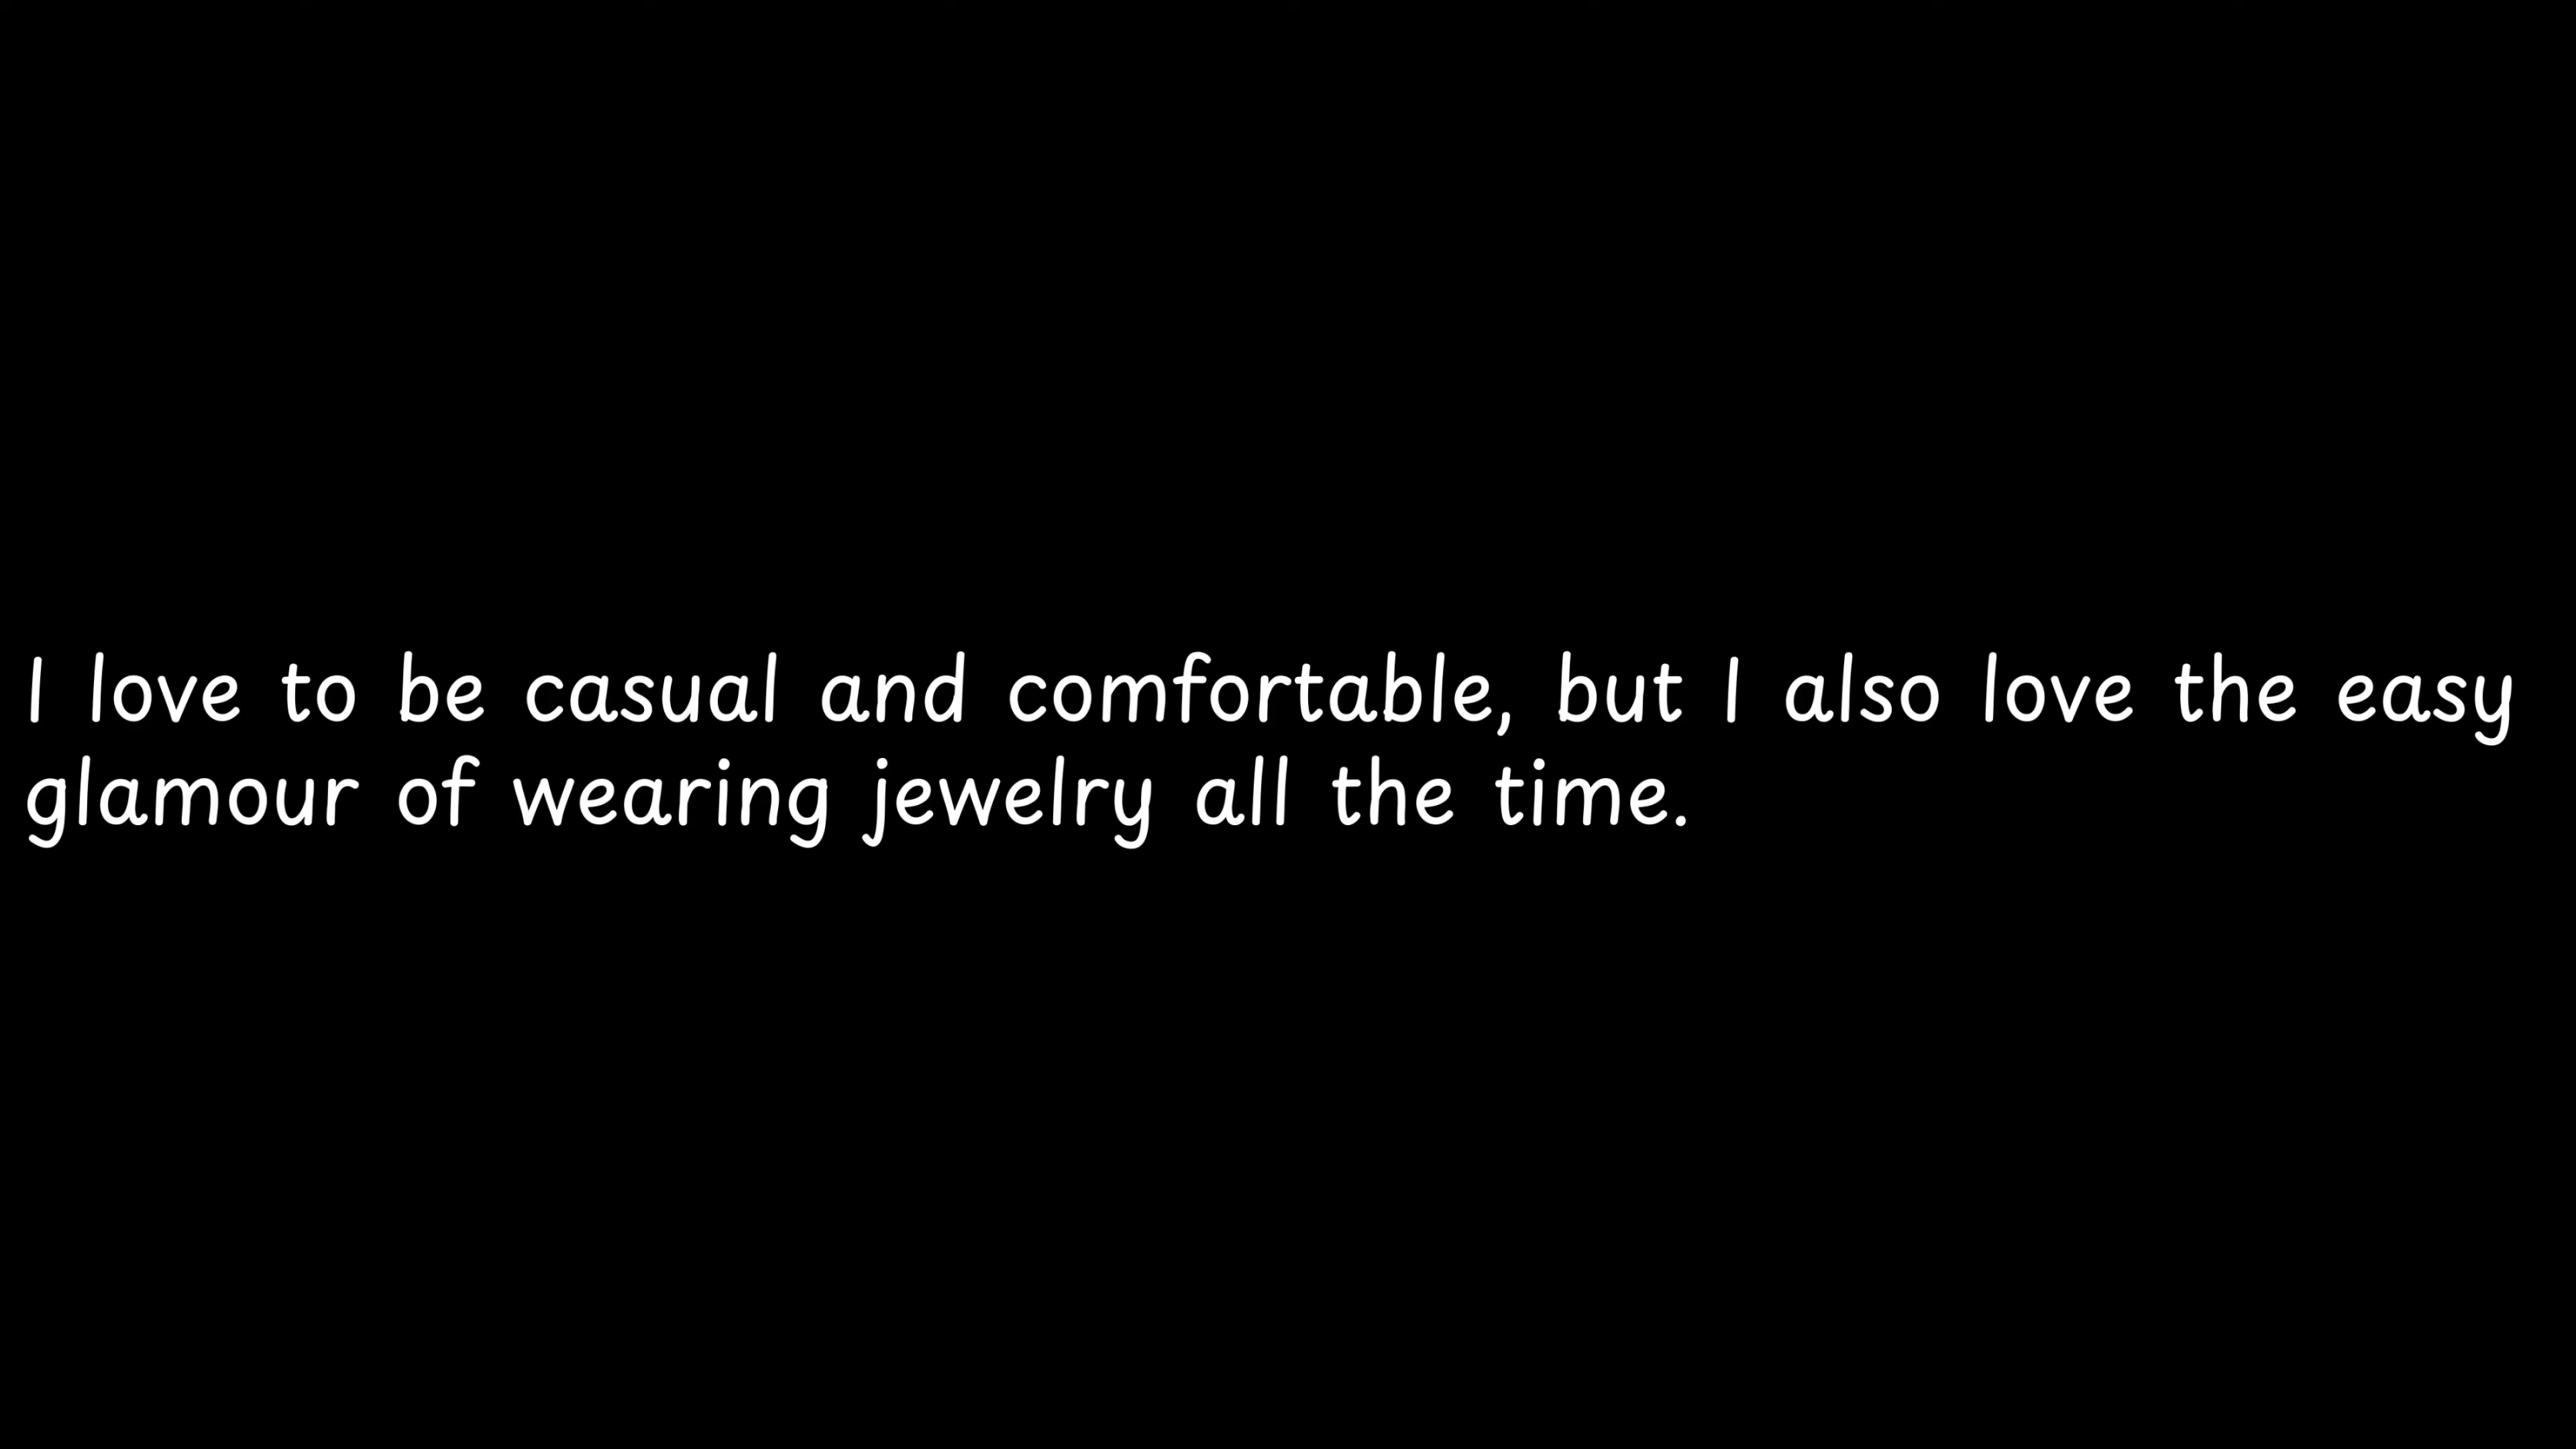 I love to be casual and comfortable, but I also love the easy
glamour of wearing jewelry all the time.